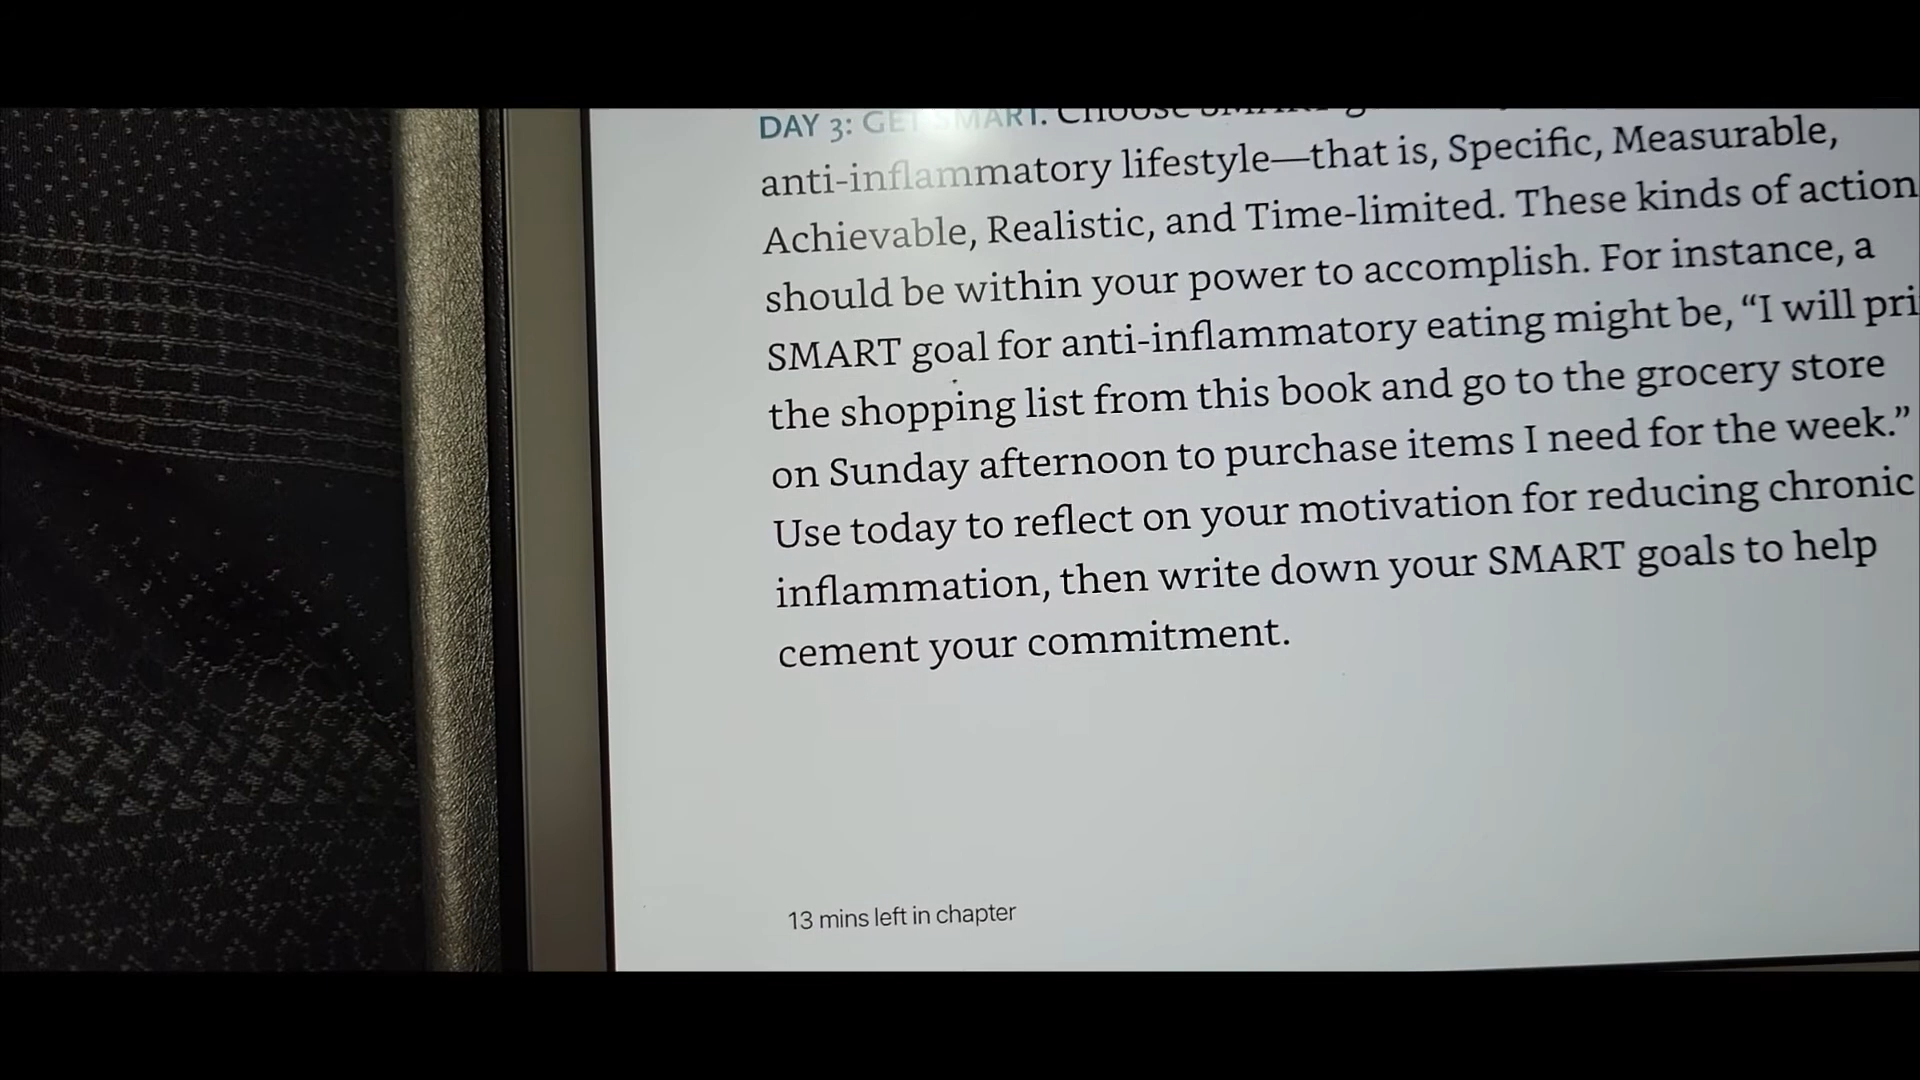 DAY 3: GET SMART. Choose SMART
anti-inflammatory lifestyle—that is, Specific, Measurable,
Achievable, Realistic, and Time-limited. These kinds of action
should be within your power to accomplish. For instance, a
SMART goal for anti-inflammatory eating might be, “I will pri
the shopping list from this book and go to the grocery store
on Sunday afternoon to purchase items I need for the week.”
Use today to reflect on your motivation for reducing chronic
inflammation, then write down your SMART goals to help
cement your commitment.
13 mins left in chapter